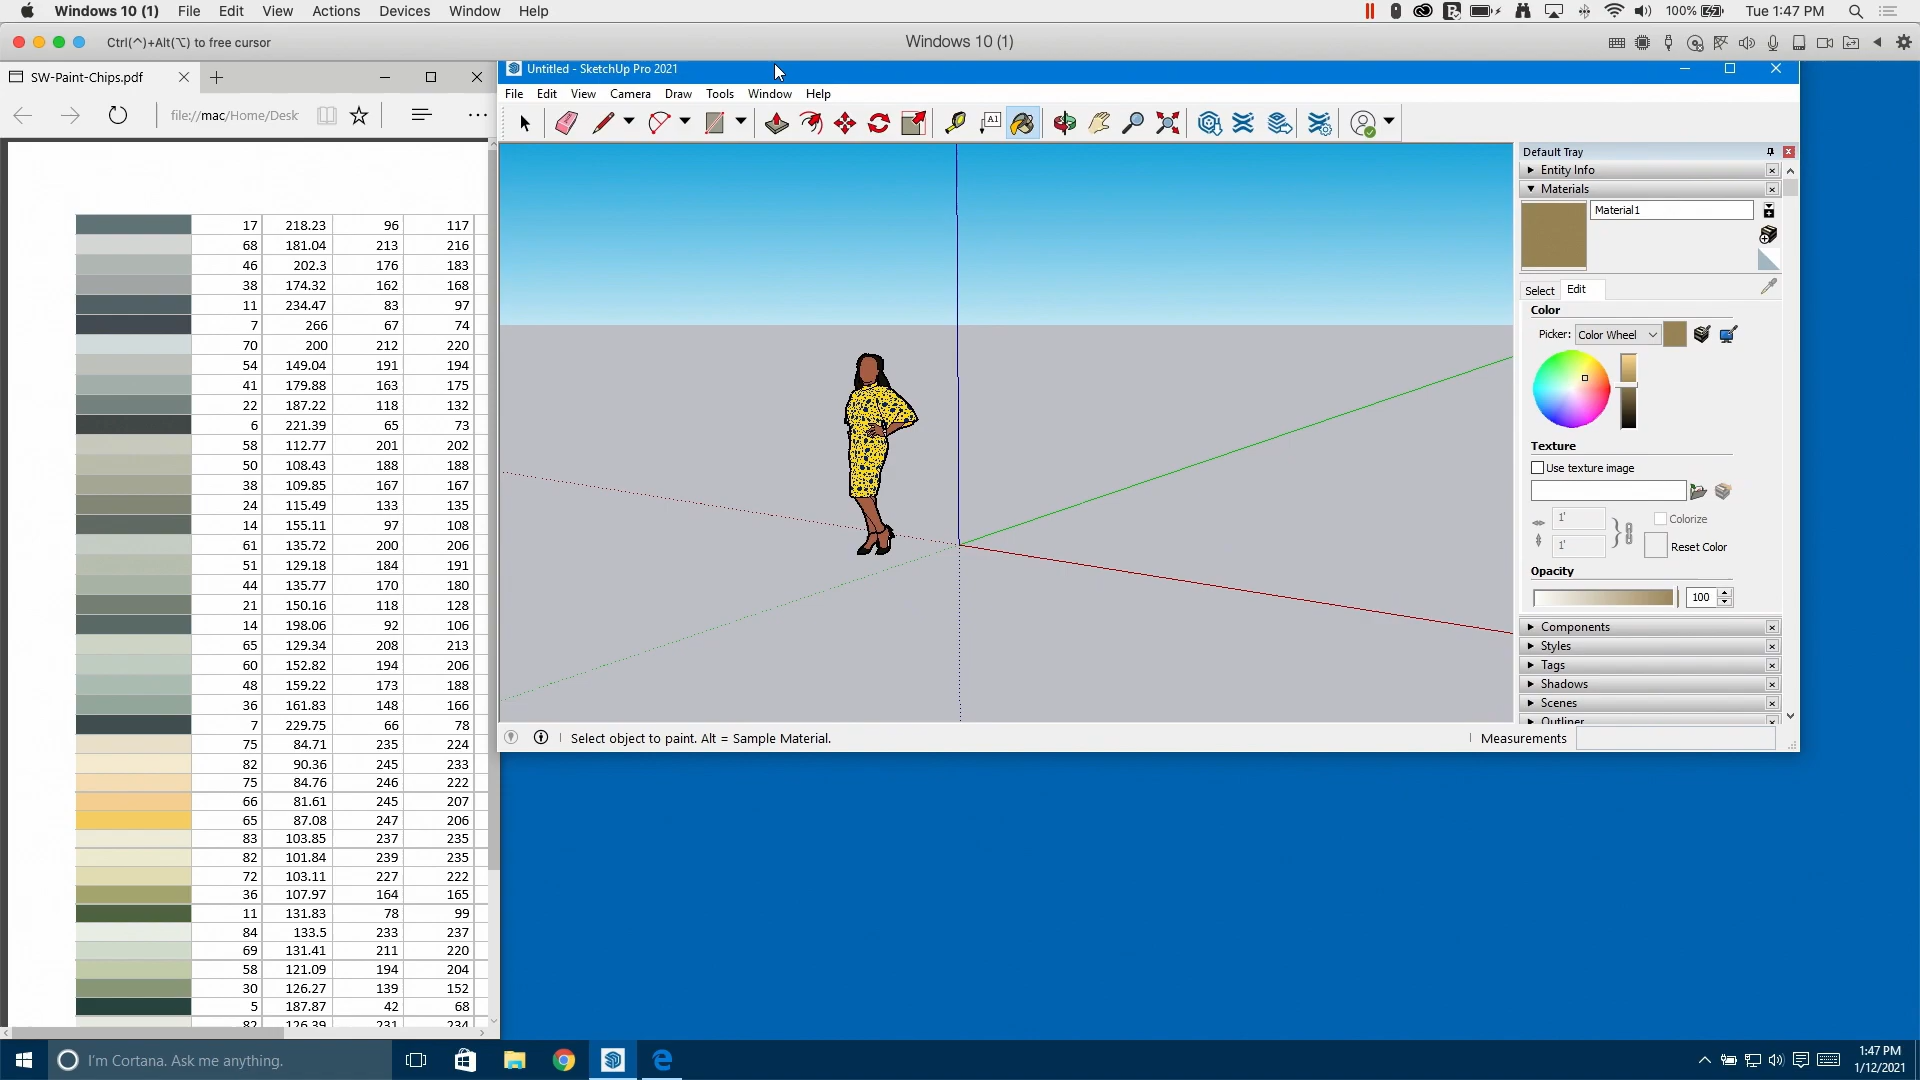 Windows 10 (1) File Edit View Actions Devices Window Help 100% Tue 1:47 PM
Ctrl(^)+Alt(⌥) to free cursor Windows 10 (1)
SW-Paint-Chips.pdf
file://mac/Home/Desk
17 218.23 96 117
68 181.04 213 216
46 202.3 176 183
38 174.32 162 168
11 234.47 83 97
7 266 67 74
70 200 212 220
54 149.04 191 194
41 179.88 163 175
22 187.22 118 132
6 221.39 65 73
58 112.77 201 202
50 108.43 188 188
38 109.85 167 167
24 115.49 133 135
14 155.11 97 108
61 135.72 200 206
51 129.18 184 191
44 135.77 170 180
21 150.16 118 128
14 198.06 92 106
65 129.34 208 213
60 152.82 194 206
48 159.22 173 188
36 161.83 148 166
7 229.75 66 78
75 84.71 235 224
82 90.36 245 233
75 84.76 246 222
66 81.61 245 207
65 87.08 247 206
83 103.85 237 235
82 101.84 239 235
72 103.11 227 222
36 107.97 164 165
11 131.83 78 99
84 133.5 233 237
69 131.41 211 220
58 121.09 194 204
30 126.27 139 152
5 187.87 42 68
82 126.39 231 234
Untitled - SketchUp Pro 2021
File Edit View Camera Draw Tools Window Help
A1
Default Tray
Entity Info
Materials
Material1
Select Edit
Color
Picker: Color Wheel
Texture
Use texture image
1' Colorize
1' Reset Color
Opacity
100
Components
Styles
Tags
Shadows
Scenes
Outliner
Select object to paint. Alt = Sample Material. Measurements
I'm Cortana. Ask me anything.
1:47 PM
1/12/2021